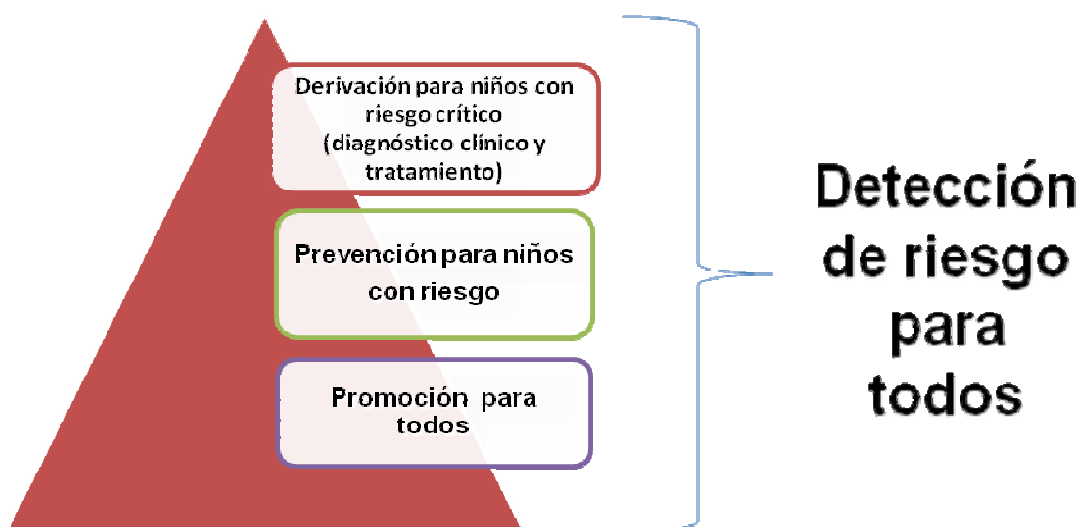 Derivación para niños con
riesgo crítico
(diagnóstico clínico y
tratamiento)
Prevención para niños
con riesgo
Promoción para
todos
Detección
de riesgo
para
todos